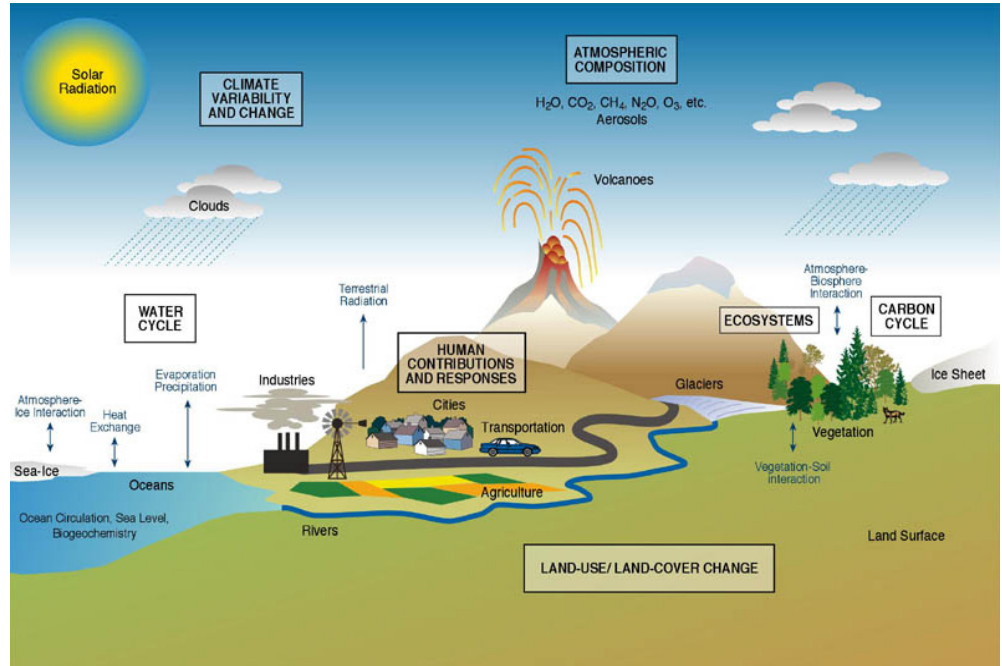 Solar
Radiation
CLIMATE
VARIABILITY
AND CHANGE
ATMOSPHERIC
COMPOSITION
H₂O, CO₂, CH₄, N₂O, O₃, etc.
Aerosols
Clouds
Volcanoes
Atmosphere-
Biosphere
Interaction
WATER
CYCLE
Terrestrial
Radiation
ECOSYSTEMS
CARBON
CYCLE
HUMAN
CONTRIBUTIONS
AND RESPONSES
Evaporation
Precipitation
Industries
Glaciers
Ice Sheet
Atmosphere-
Ice Interaction
Heat
Exchange
Cities
Transportation
Vegetation
Sea-Ice
Oceans
Agriculture
Vegetation-Soil
interaction
Ocean Circulation, Sea Level,
Biogeochemistry
Rivers
Land Surface
LAND-USE/ LAND-COVER CHANGE